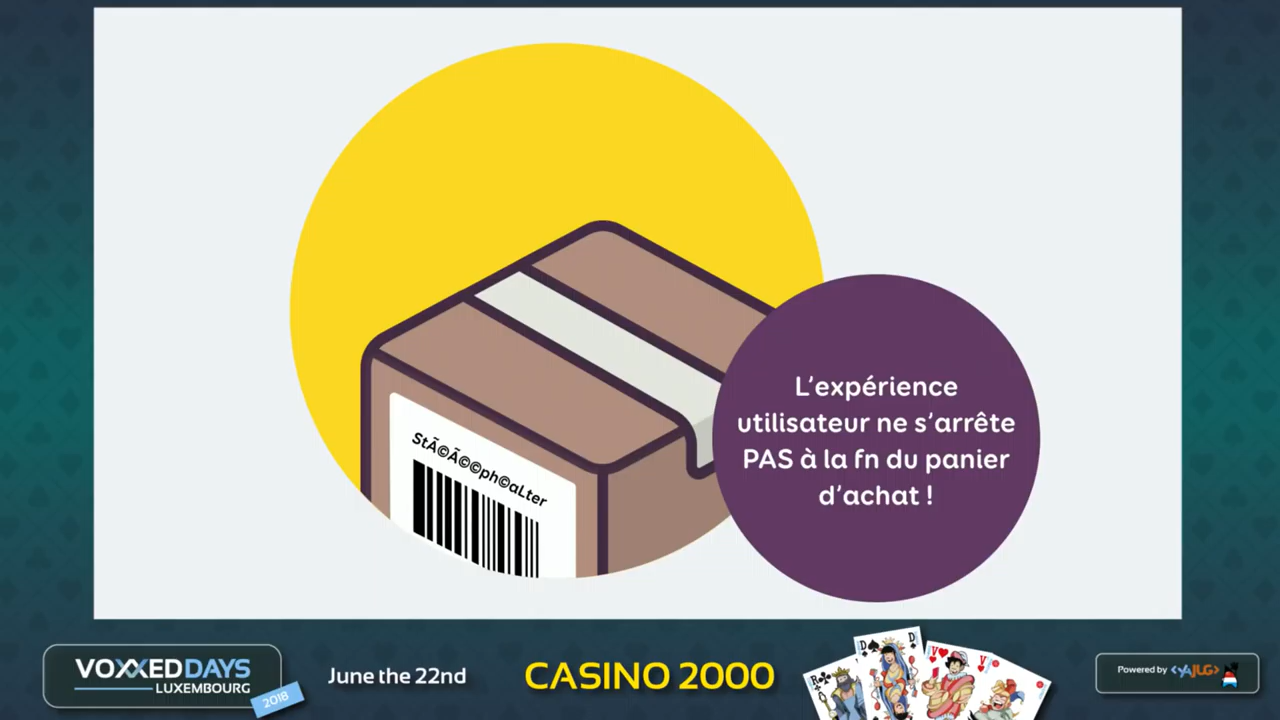 StÃ©Ã©©ph©aLter
L'expérience
utilisateur ne s'arrête
PAS à la fn du panier
d'achat !
VOXXEDDAYS
LUXEMBOURG
2018
June the 22nd
CASINO 2000
R
D
D
V
V
Powered by <YAJUG>